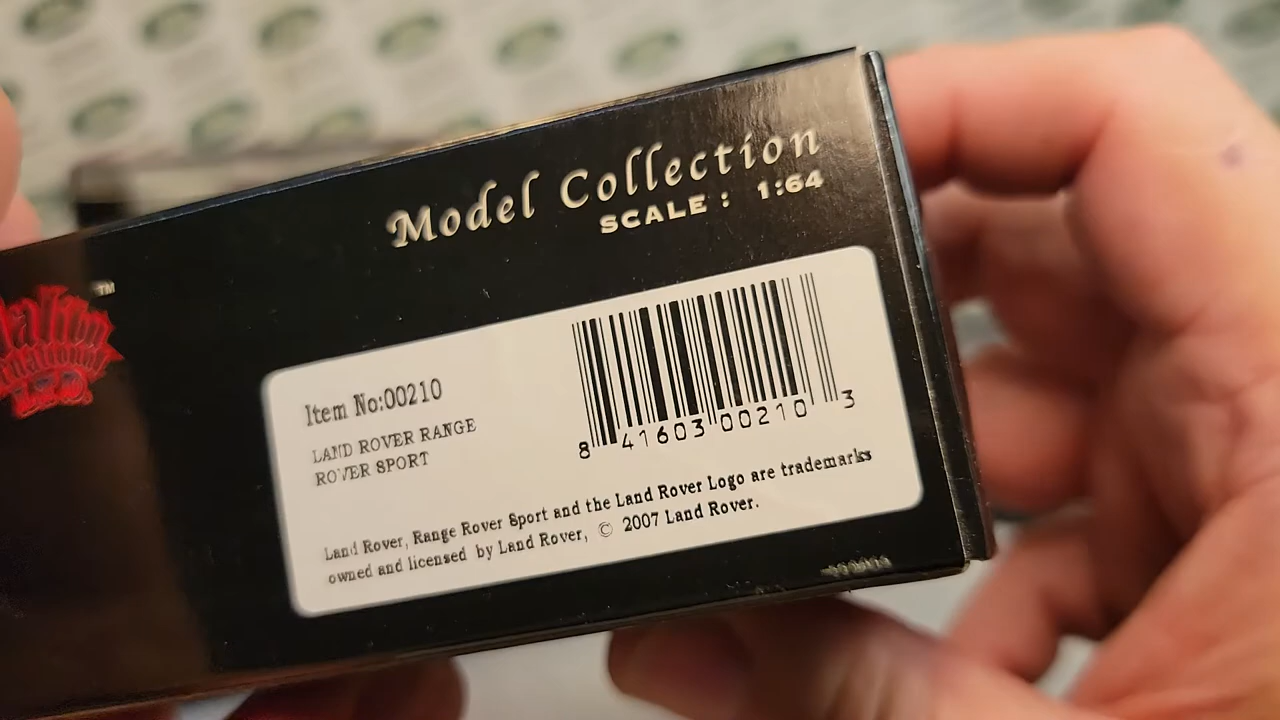 Model Collection
SCALE : 1:64
TM
Item No:00210
LAND ROVER RANGE
ROVER SPORT
8 41603 00210 3
Land Rover, Range Rover Sport and the Land Rover Logo are trademarks
owned and licensed by Land Rover, © 2007 Land Rover.